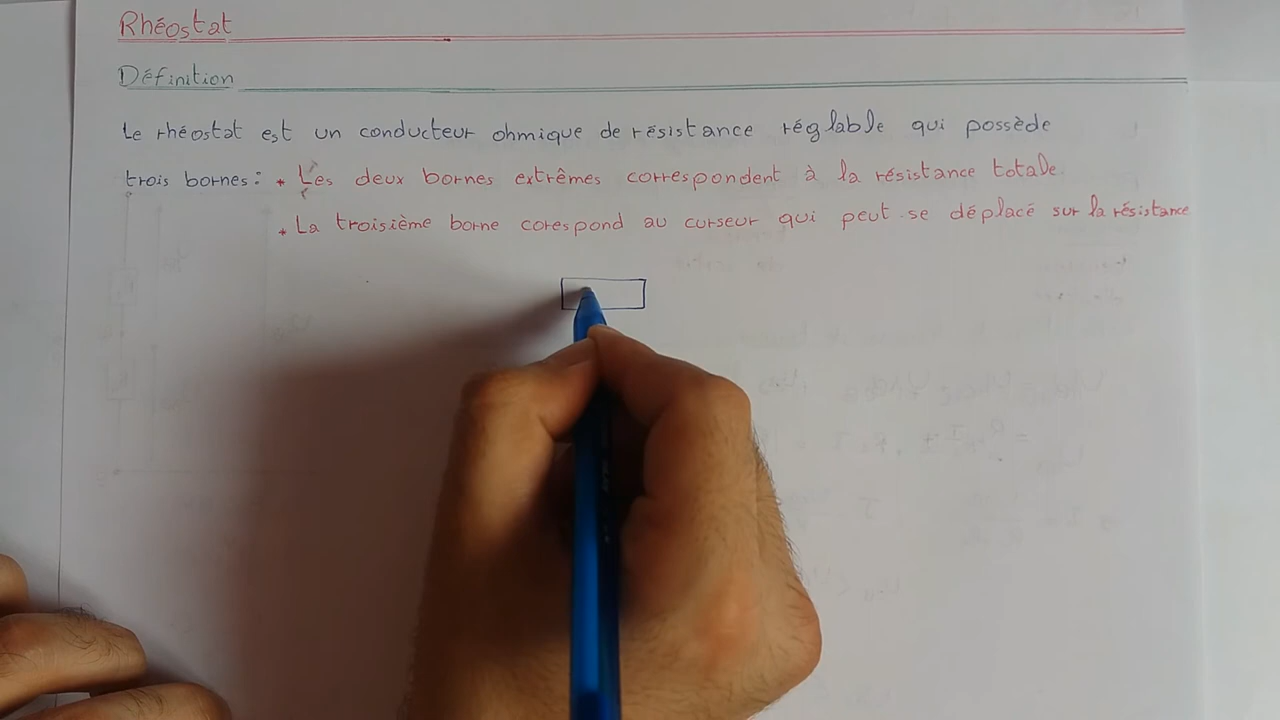 Rhéostat
Définition
Le rhéostat est un conducteur ohmique de résistance réglable qui possède
trois bornes: * Les deux bornes extrêmes correspondent à la résistance totale
* La troisième borne corespond au curseur qui peut se déplacé sur la résistance